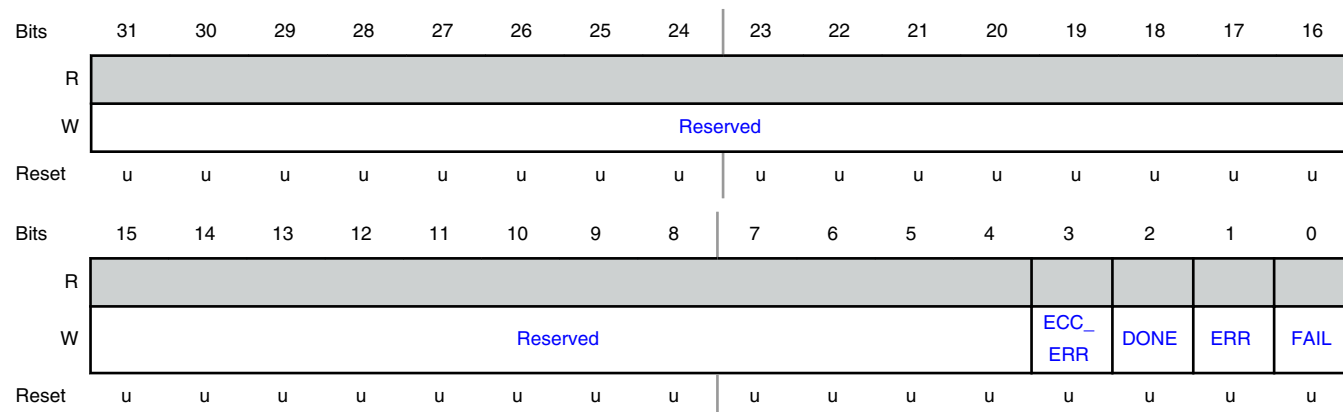 Bits 31 30 29 28 27 26 25 24 23 22 21 20 19 18 17 16
R
W Reserved
Reset u u u u u u u u u u u u u u u u
Bits 15 14 13 12 11 10 9 8 7 6 5 4 3 2 1 0
R
W Reserved ECC_ DONE ERR FAIL
ERR
Reset u u u u u u u u u u u u u u u u